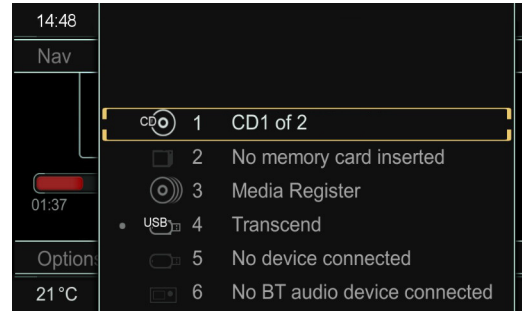 14:48
Nav
CD 1 CD1 of 2
2 No memory card inserted
3 Media Register
01:37
• USB 4 Transcend
Options 5 No device connected
21 °C
6 No BT audio device connected